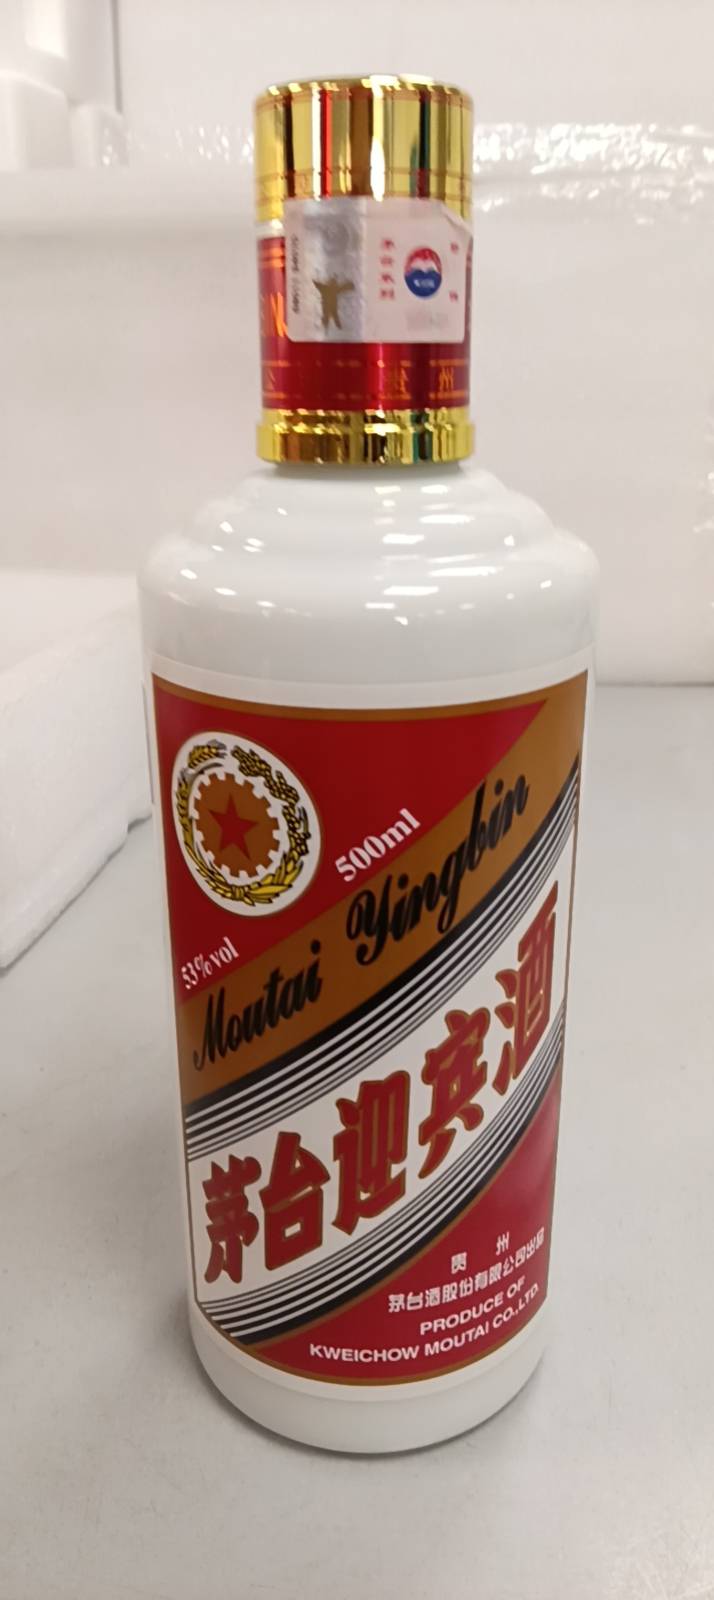 州
500ml
53% vol
Moutai Yingbin
茅台迎宾酒
贵 州
茅台酒股份有限公司出品
PRODUCE OF
KWEICHOW MOUTAI CO.,LTD.